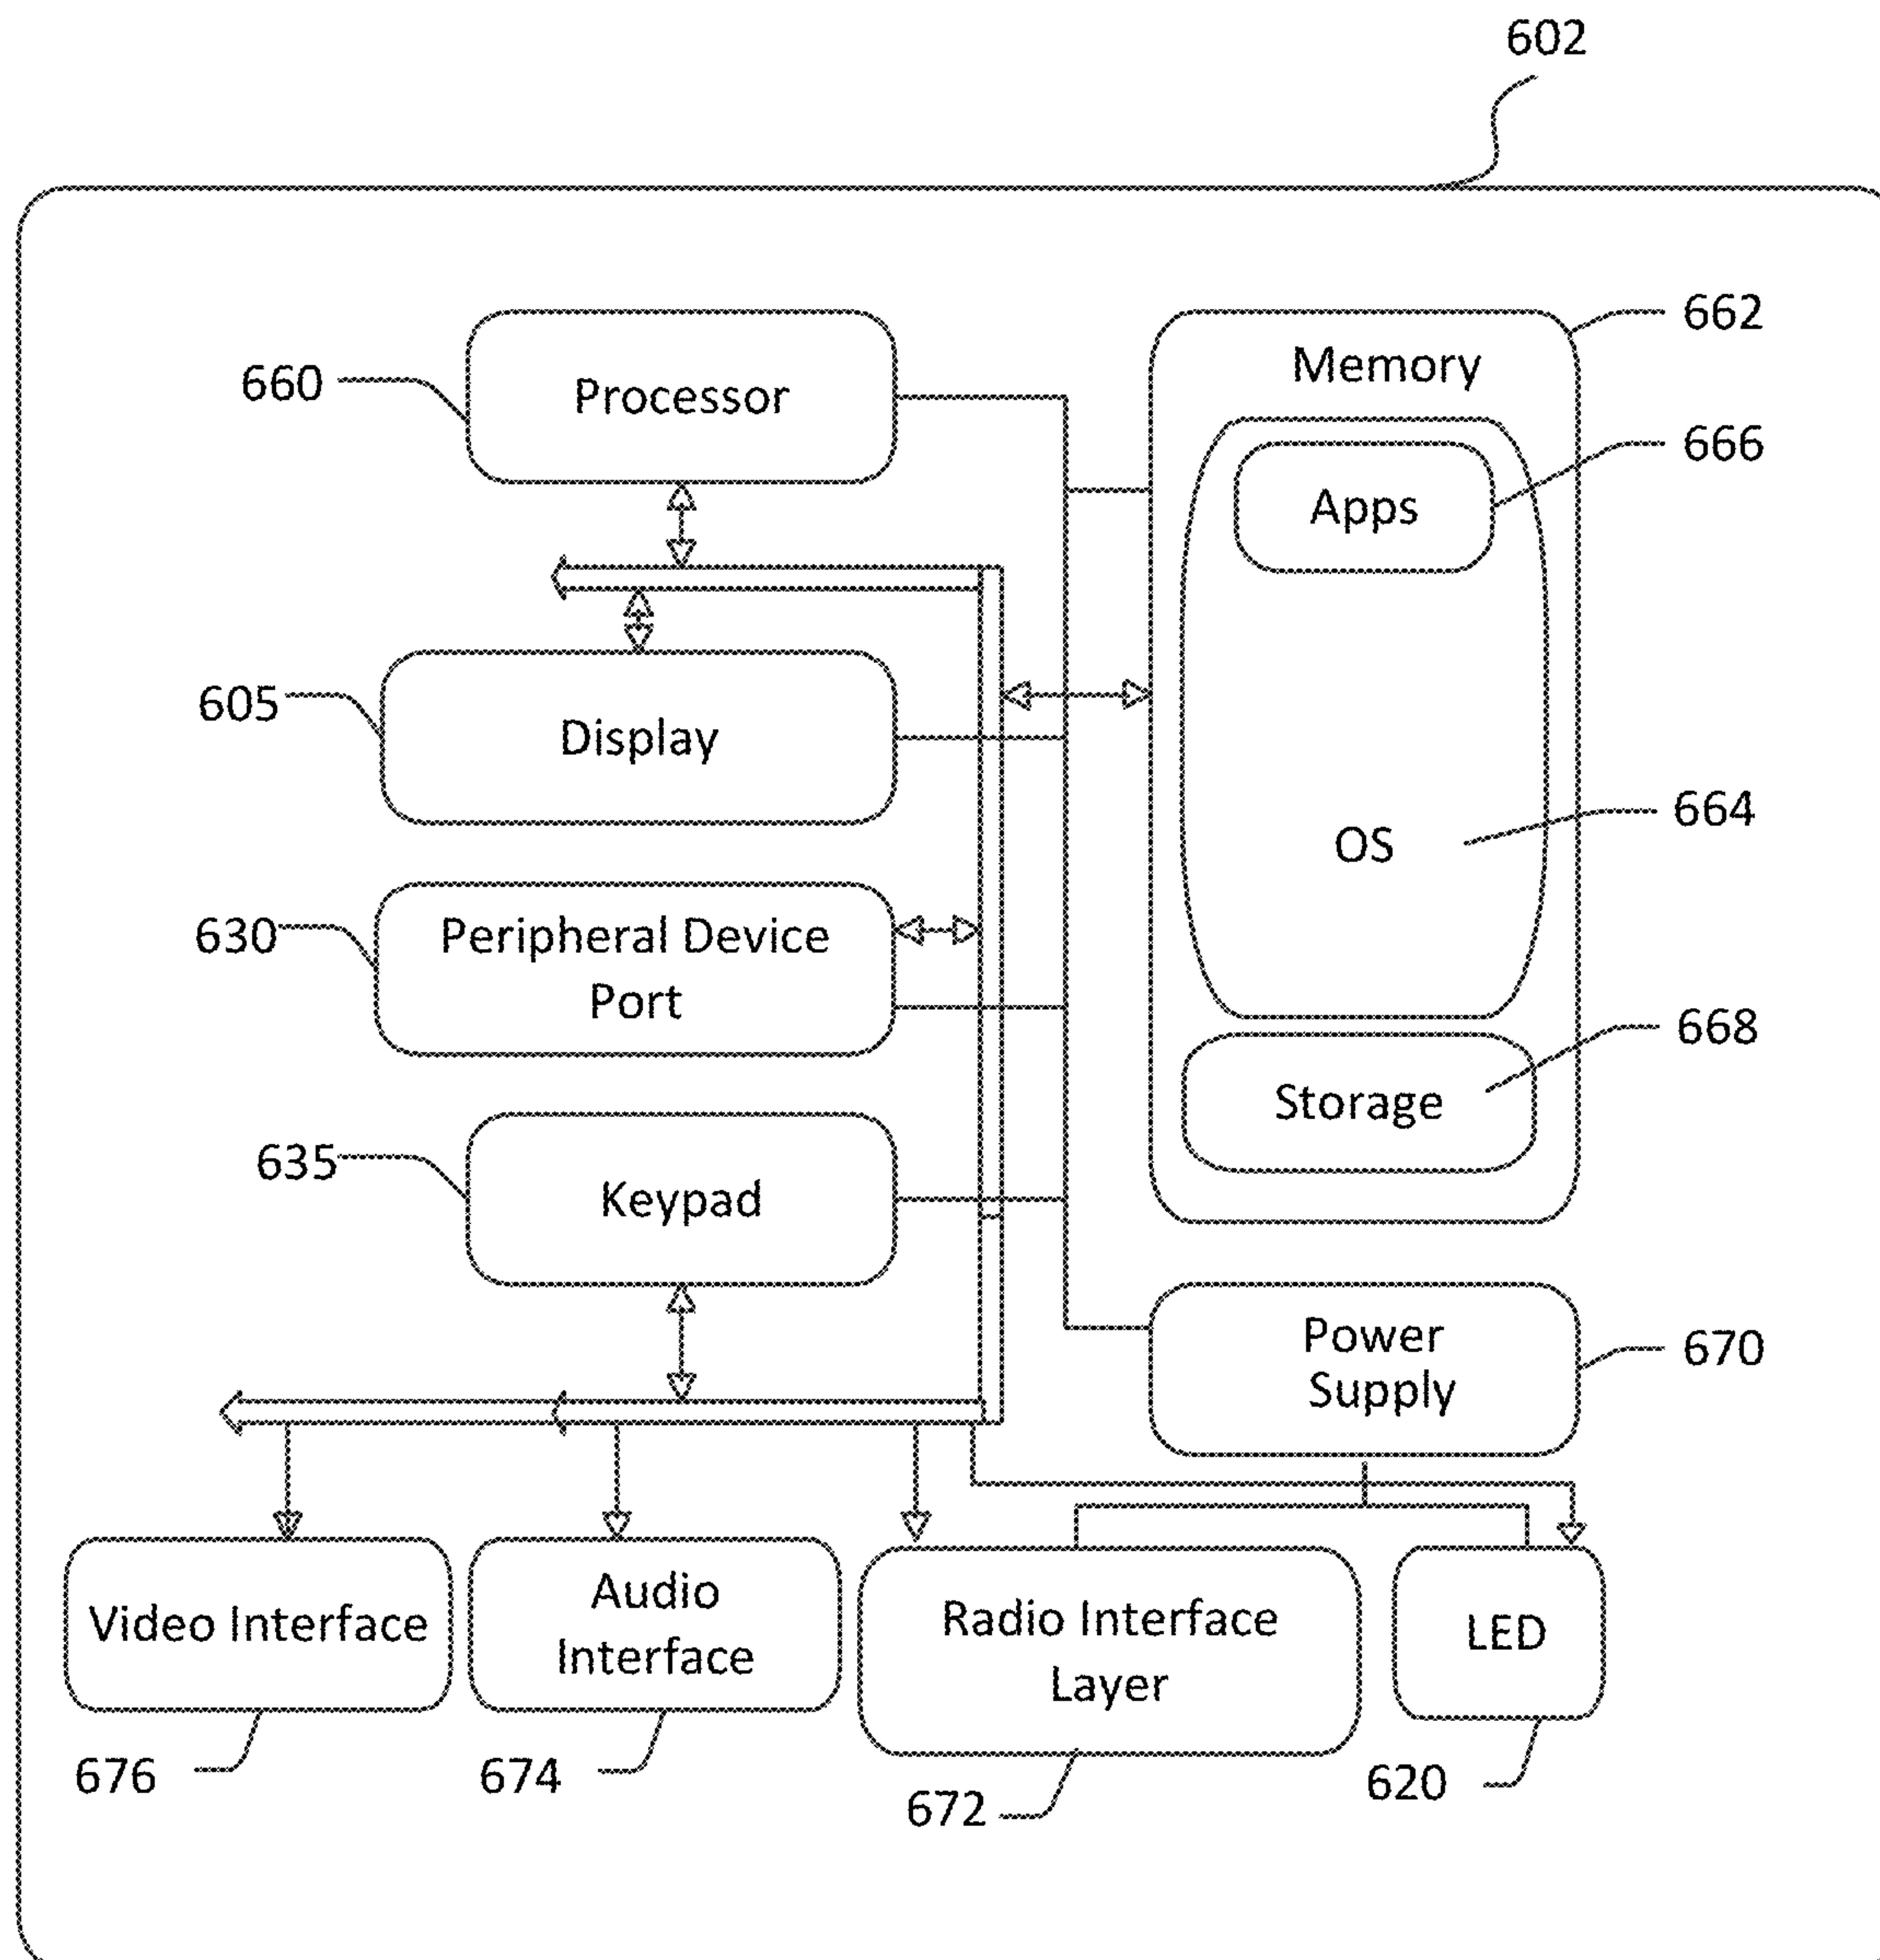 602
662
Memory
660
Processor
666
Apps
605
Display
664
OS
630
Peripheral Device
Port
668
Storage
635
Keypad
Power
Supply
670
Video Interface
Audio
Interface
Radio Interface
Layer
LED
676
674
672
620